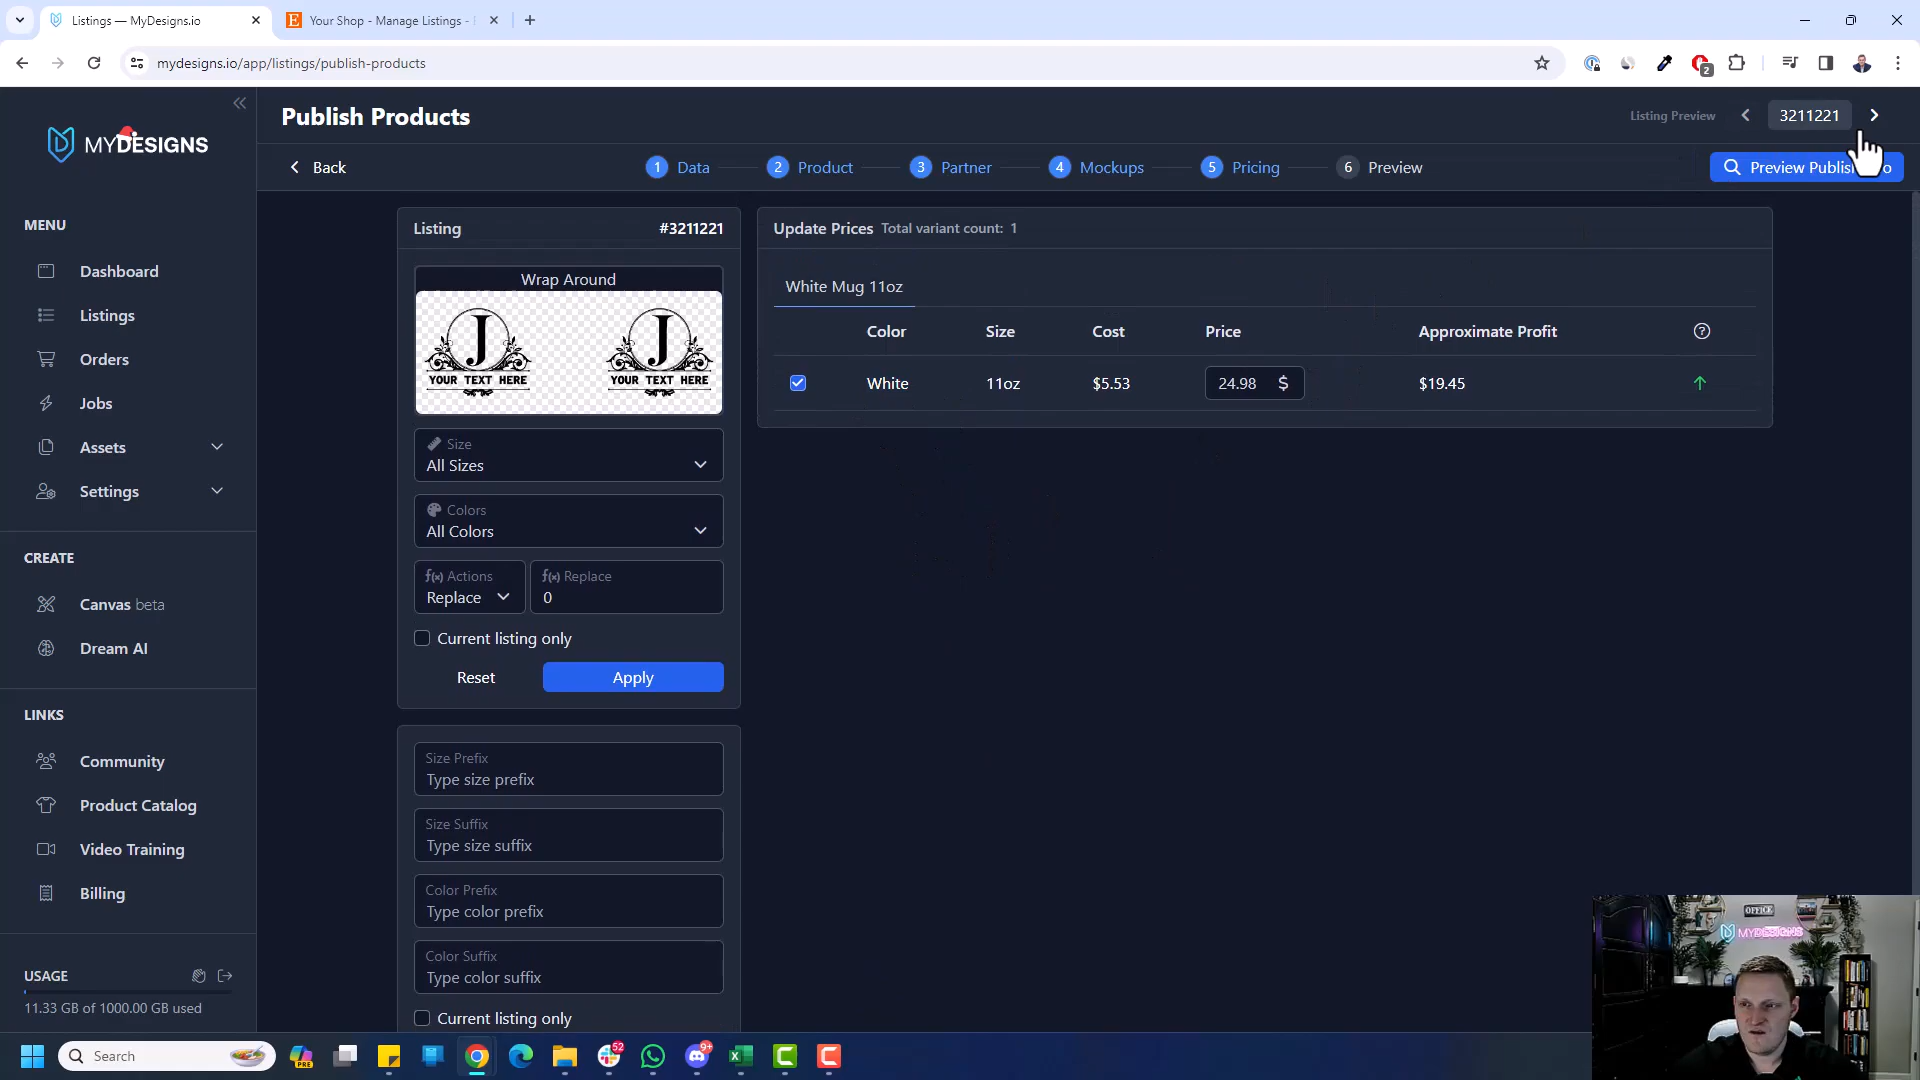 Listings — MyDesigns.io
Your Shop - Manage Listings -
mydesigns.io/app/listings/publish-products
2
MYDESIGNS
Publish Products
Listing Preview
3211221
Back
1 Data
2 Product
3 Partner
4 Mockups
5 Pricing
6 Preview
Preview Publish
MENU
Dashboard
Listings
Orders
Jobs
Assets
Settings
CREATE
Canvas beta
Dream AI
LINKS
Community
Product Catalog
Video Training
Billing
USAGE
11.33 GB of 1000.00 GB used
Listing #3211221
Wrap Around
J J
YOUR TEXT HERE YOUR TEXT HERE
Size
All Sizes
Colors
All Colors
f(x) Actions
Replace
f(x) Replace
0
Current listing only
Reset Apply
Size Prefix
Type size prefix
Size Suffix
Type size suffix
Color Prefix
Type color prefix
Color Suffix
Type color suffix
Current listing only
Update Prices Total variant count: 1
White Mug 11oz
Color Size Cost Price Approximate Profit
White 11oz $5.53 24.98 $ $19.45
OFFICE
MYDESIGNS
Search
PRE
52
9+